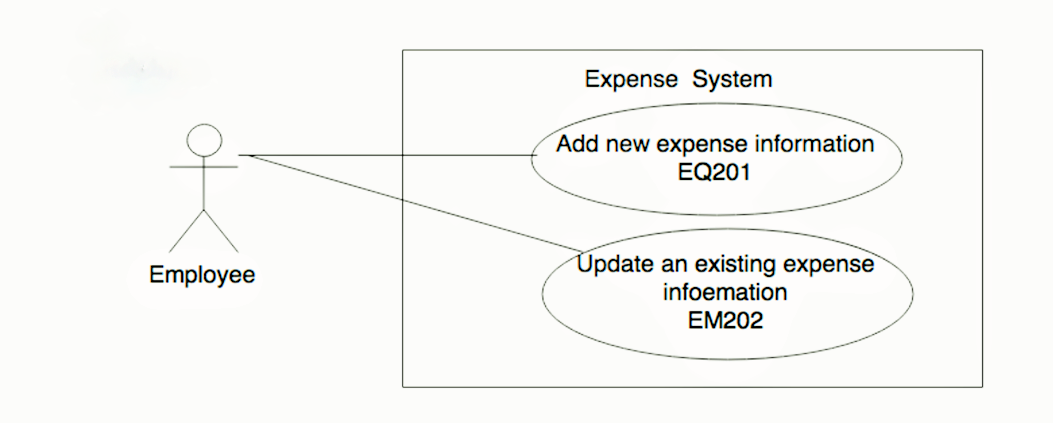 Expense System
Add new expense information
EQ201
Employee
Update an existing expense
infoemation
EM202